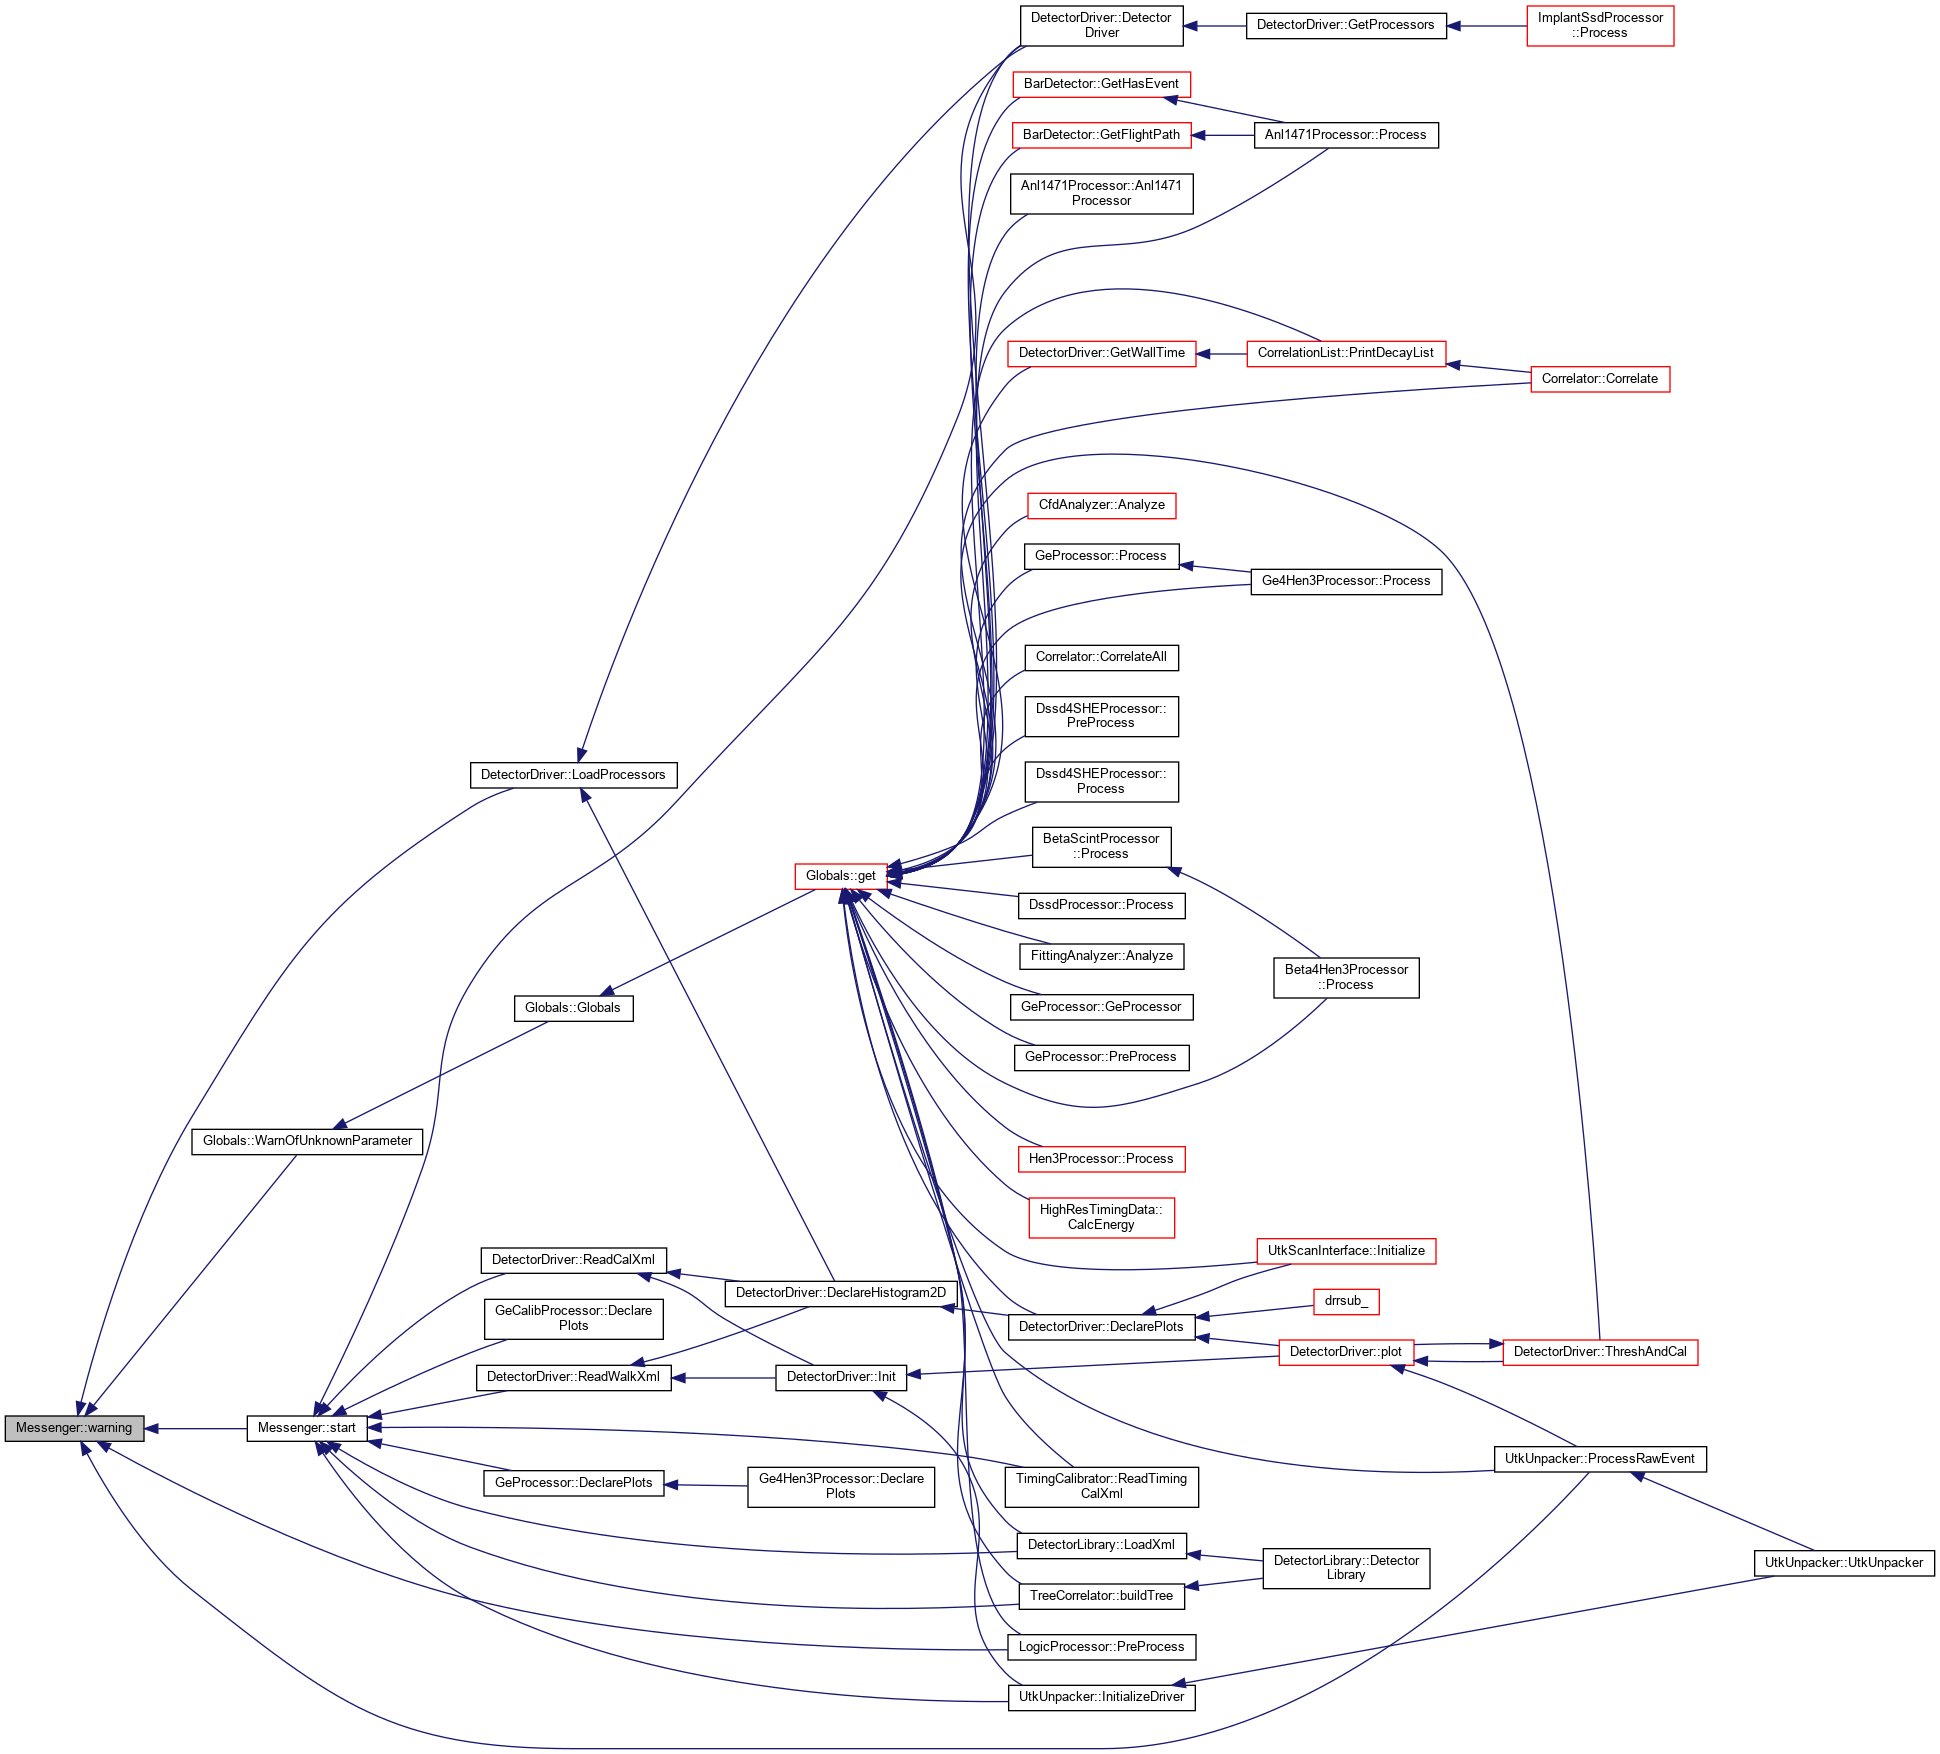 DetectorDriver::Detector
Driver
DetectorDriver::GetProcessors
ImplantSsdProcessor
::Process
BarDetector::GetHasEvent
BarDetector::GetFlightPath
Anl1471Processor::Process
Anl1471Processor::Anl1471
Processor
DetectorDriver::GetWallTime
CorrelationList::PrintDecayList
Correlator::Correlate
CfdAnalyzer::Analyze
GeProcessor::Process
Ge4Hen3Processor::Process
Correlator::CorrelateAll
Dssd4SHEProcessor::
PreProcess
DetectorDriver::LoadProcessors
Dssd4SHEProcessor::
Process
BetaScintProcessor
::Process
Globals::get
DssdProcessor::Process
FittingAnalyzer::Analyze
Beta4Hen3Processor
::Process
Globals::Globals
GeProcessor::GeProcessor
GeProcessor::PreProcess
Globals::WarnOfUnknownParameter
Hen3Processor::Process
HighResTimingData::
CalcEnergy
DetectorDriver::ReadCalXml
UtkScanInterface::Initialize
DetectorDriver::DeclareHistogram2D
drrsub_
GeCalibProcessor::Declare
Plots
DetectorDriver::DeclarePlots
DetectorDriver::plot
DetectorDriver::ThreshAndCal
DetectorDriver::ReadWalkXml
DetectorDriver::Init
Messenger::warning
Messenger::start
UtkUnpacker::ProcessRawEvent
GeProcessor::DeclarePlots
Ge4Hen3Processor::Declare
Plots
TimingCalibrator::ReadTiming
CalXml
DetectorLibrary::LoadXml
DetectorLibrary::Detector
Library
UtkUnpacker::UtkUnpacker
TreeCorrelator::buildTree
LogicProcessor::PreProcess
UtkUnpacker::InitializeDriver